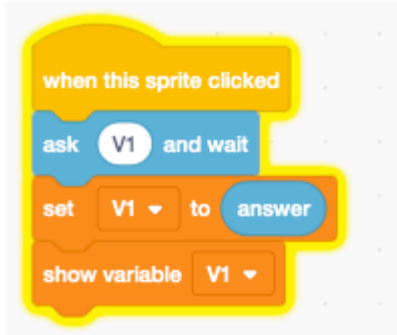 when this sprite clicked
ask V1 and wait
set V1 to answer
show variable V1